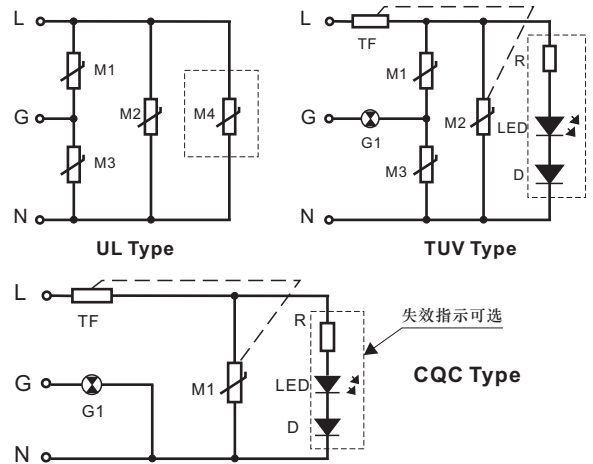 L
M1
G
M2
M4
M3
N
UL Type
L
TF
R
M1
G
G1
M2
LED
M3
D
N
TUV Type
L
TF
R
失效指示可选
G
G1
M1
LED
CQC Type
D
N